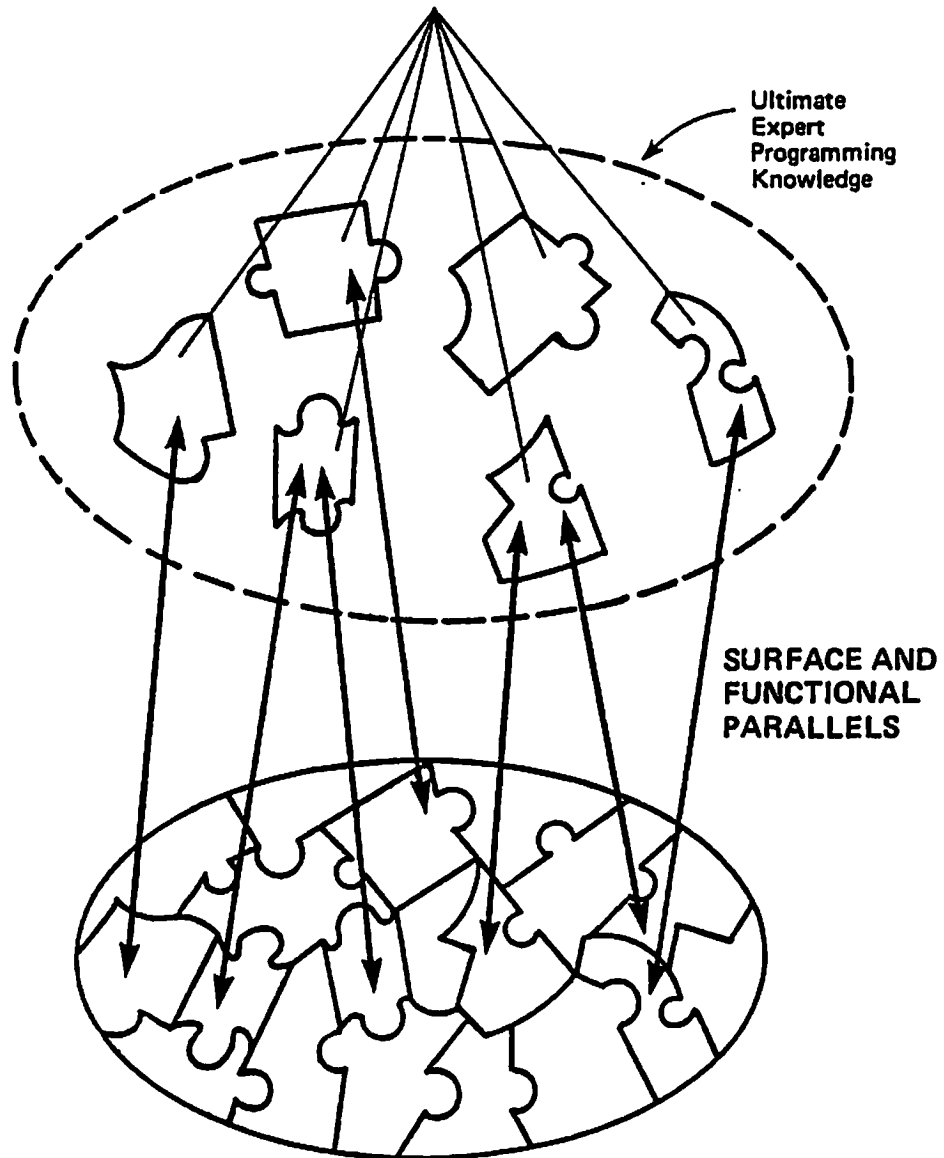 Ultimate
Expert
Programming
Knowledge
SURFACE AND
FUNCTIONAL
PARALLELS